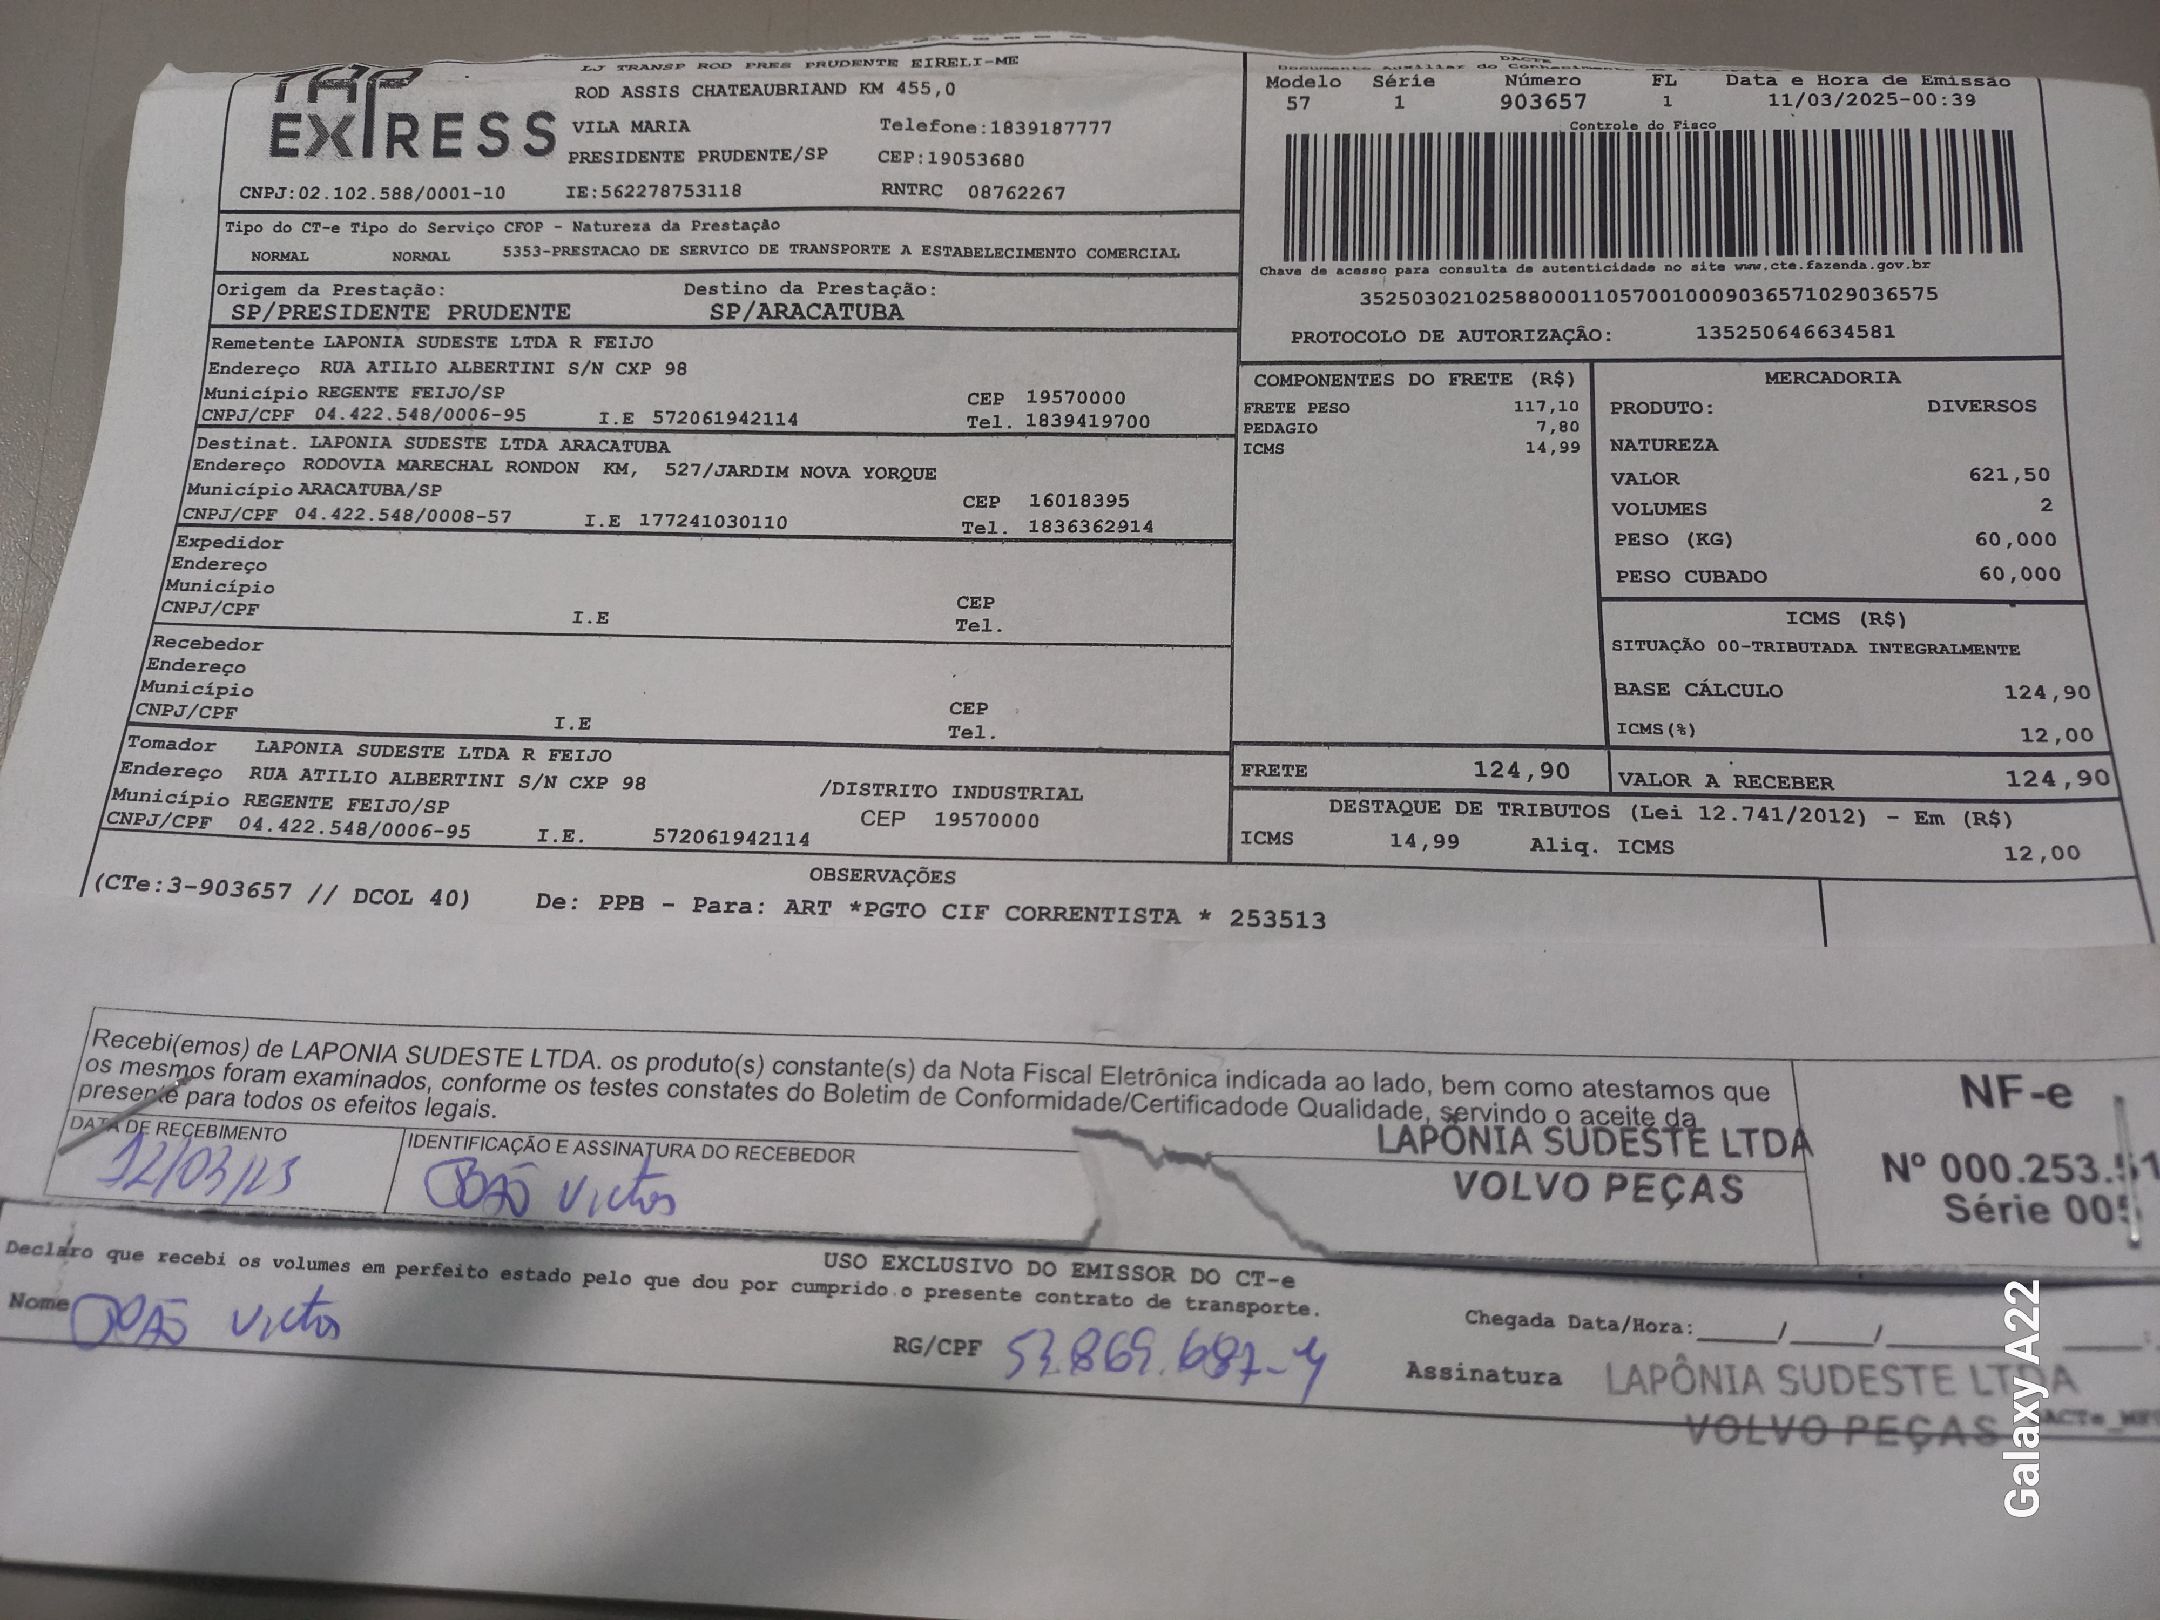 TAP
EXPRESS
LJ TRANSP ROD PRES PRUDENTE EIRELI-ME
ROD ASSIS CHATEAUBRIAND KM 455,0
VILA MARIA Telefone:1839187777
PRESIDENTE PRUDENTE/SP CEP:19053680
CNPJ:02.102.588/0001-10 IE:562278753118 RNTRC 08762267
Tipo do CT-e Tipo do Serviço CFOP - Natureza da Prestação
NORMAL NORMAL 5353-PRESTACAO DE SERVICO DE TRANSPORTE A ESTABELECIMENTO COMERCIAL
Origem da Prestação: Destino da Prestação:
SP/PRESIDENTE PRUDENTE SP/ARACATUBA
Remetente LAPONIA SUDESTE LTDA R FEIJO
Endereço RUA ATILIO ALBERTINI S/N CXP 98
Município REGENTE FEIJO/SP CEP 19570000
CNPJ/CPF 04.422.548/0006-95 I.E 572061942114 Tel. 1839419700
Destinat. LAPONIA SUDESTE LTDA ARACATUBA
Endereço RODOVIA MARECHAL RONDON KM, 527/JARDIM NOVA YORQUE
Município ARACATUBA/SP CEP 16018395
CNPJ/CPF 04.422.548/0008-57 I.E 177241030110 Tel. 1836362914
Expedidor
Endereço
Município CEP
CNPJ/CPF I.E Tel.
Recebedor
Endereço
Município CEP
CNPJ/CPF I.E Tel.
Tomador LAPONIA SUDESTE LTDA R FEIJO
Endereço RUA ATILIO ALBERTINI S/N CXP 98 /DISTRITO INDUSTRIAL
Município REGENTE FEIJO/SP CEP 19570000
CNPJ/CPF 04.422.548/0006-95 I.E. 572061942114
DACTE
Documento Auxiliar do Conhecimento
Modelo Série Número FL Data e Hora de Emissão
57 1 903657 1 11/03/2025-00:39
Controle do Fisco
Chave de acesso para consulta de autenticidade no site www.cte.fazenda.gov.br
35250302102588000110570010009036571029036575
PROTOCOLO DE AUTORIZAÇÃO: 135250646634581
COMPONENTES DO FRETE (R$)
FRETE PESO 117,10
PEDAGIO 7,80
ICMS 14,99
MERCADORIA
PRODUTO: DIVERSOS
NATUREZA
VALOR 621,50
VOLUMES 2
PESO (KG) 60,000
PESO CUBADO 60,000
ICMS (R$)
SITUAÇÃO 00-TRIBUTADA INTEGRALMENTE
BASE CÁLCULO 124,90
ICMS(%) 12,00
FRETE 124,90 VALOR A RECEBER 124,90
DESTAQUE DE TRIBUTOS (Lei 12.741/2012) - Em (R$)
ICMS 14,99 Aliq. ICMS 12,00
OBSERVAÇÕES
(CTe:3-903657 // DCOL 40) De: PPB - Para: ART *PGTO CIF CORRENTISTA * 253513
Recebi(emos) de LAPONIA SUDESTE LTDA. os produto(s) constante(s) da Nota Fiscal Eletrônica indicada ao lado, bem como atestamos que
os mesmos foram examinados, conforme os testes constates do Boletim de Conformidade/Certificadode Qualidade, servindo o aceite da
presente para todos os efeitos legais.
DATA DE RECEBIMENTO IDENTIFICAÇÃO E ASSINATURA DO RECEBEDOR
12/03/25 JOÃO Victor
LAPÔNIA SUDESTE LTDA
VOLVO PEÇAS
NF-e
Nº 000.253.51
Série 005
USO EXCLUSIVO DO EMISSOR DO CT-e
Declaro que recebi os volumes em perfeito estado pelo que dou por cumprido o presente contrato de transporte.
Nome JOÃO Victor RG/CPF 53.869.687-4
Chegada Data/Hora:____/____/____ ____:
Assinatura LAPÔNIA SUDESTE LTDA
VOLVO PEÇAS
Galaxy A22